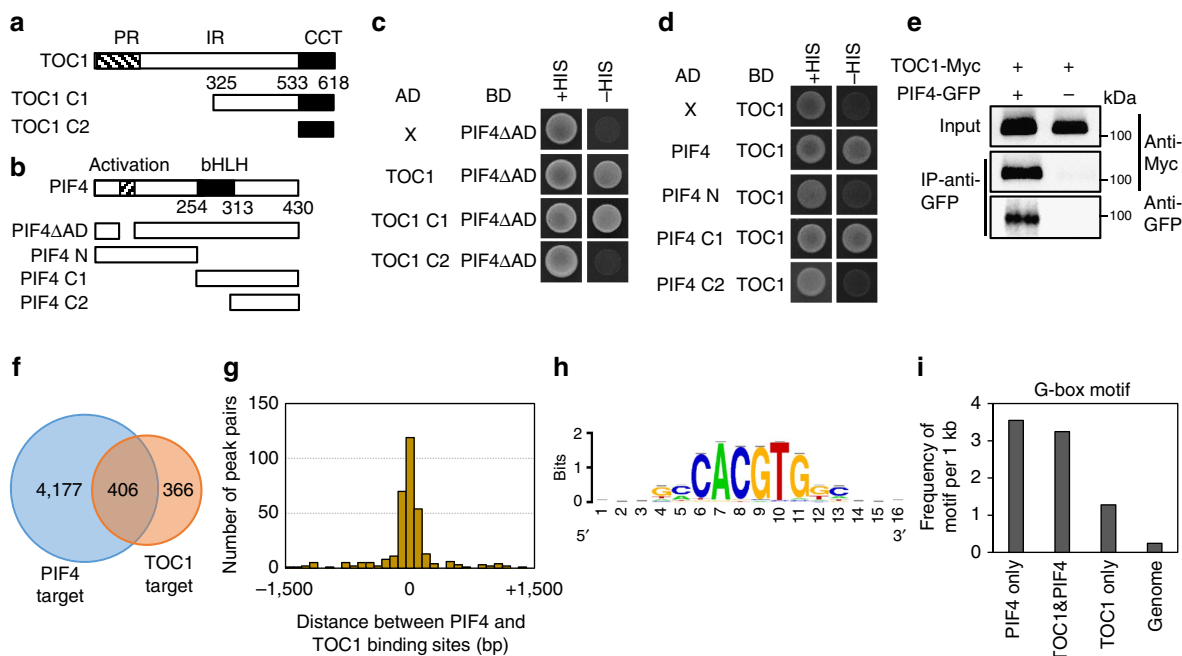 a
PR IR CCT
TOC1
325 533 618
TOC1 C1
TOC1 C2
b
Activation bHLH
PIF4
254 313 430
PIF4ΔAD
PIF4 N
PIF4 C1
PIF4 C2
c
AD BD +HIS –HIS
X PIF4ΔAD
TOC1 PIF4ΔAD
TOC1 C1 PIF4ΔAD
TOC1 C2 PIF4ΔAD
d
AD BD +HIS –HIS
X TOC1
PIF4 TOC1
PIF4 N TOC1
PIF4 C1 TOC1
PIF4 C2 TOC1
e
TOC1-Myc + +
PIF4-GFP + – kDa
Input 100
Anti-Myc
IP-anti-GFP
100
100
Anti-GFP
f
4,177 406 366
PIF4 target
TOC1 target
g
Number of peak pairs
150
100
50
0
–1,500 0 +1,500
Distance between PIF4 and
TOC1 binding sites (bp)
h
Bits
2
1
0
GCCACGTGGC
1 2 3 4 5 6 7 8 9 10 11 12 13 14 15 16
5′ 3′
i
G-box motif
Frequency of
motif per 1 kb
4
3
2
1
0
PIF4 only
TOC1&PIF4
TOC1 only
Genome